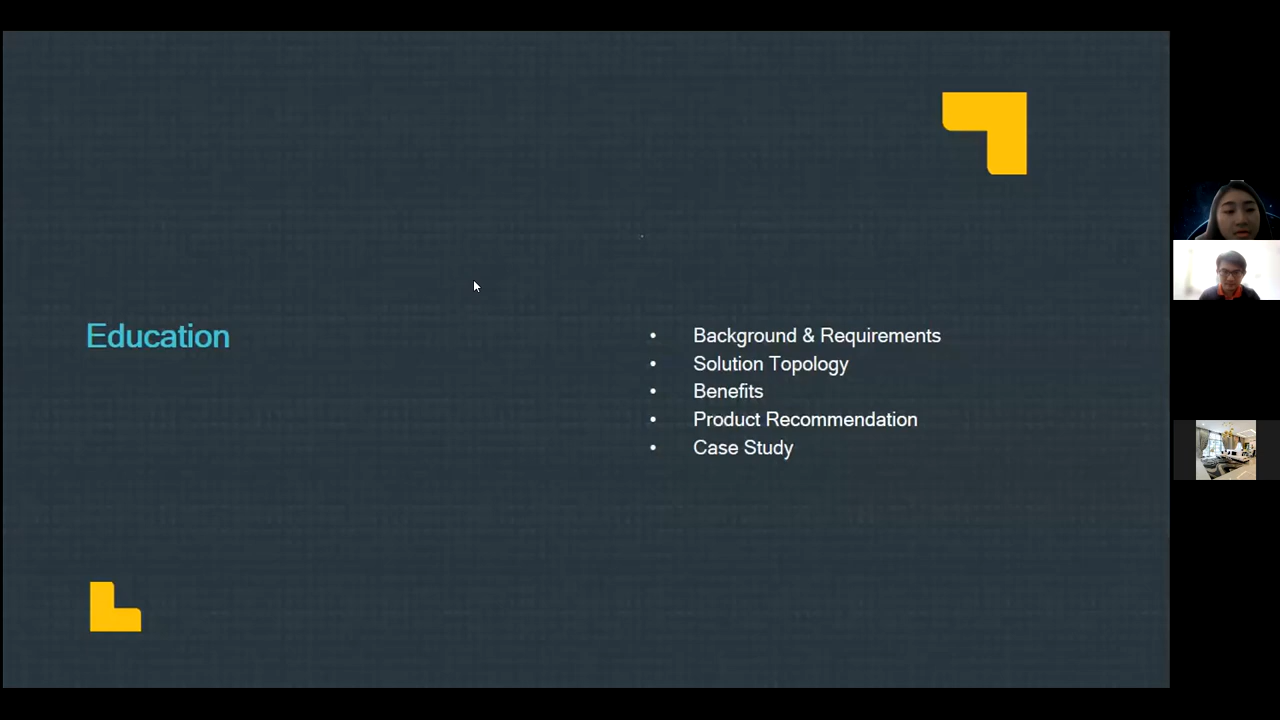 Education
• Background & Requirements
• Solution Topology
• Benefits
• Product Recommendation
• Case Study